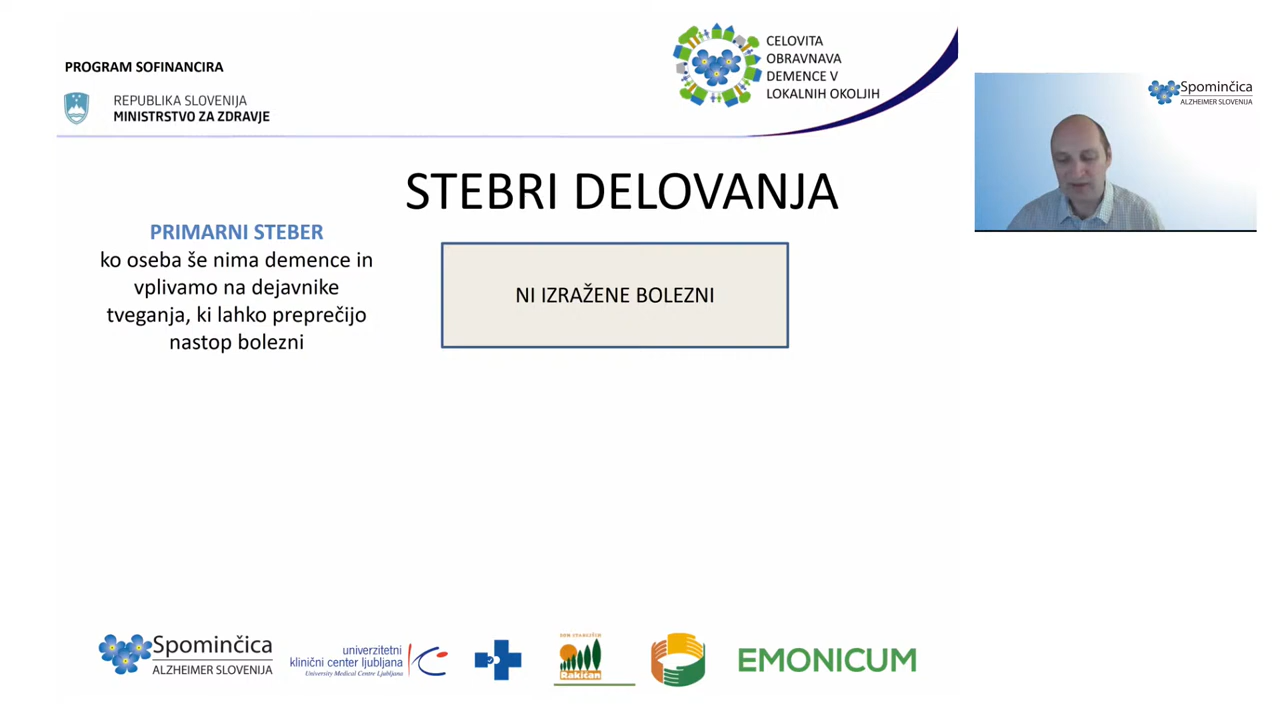 PROGRAM SOFINANCIRA
REPUBLIKA SLOVENIJA
MINISTRSTVO ZA ZDRAVJE
CELOVITA
OBRAVNAVA
DEMENCE V
LOKALNIH OKOLJIH
Spominčica
ALZHEIMER SLOVENIJA
STEBRI DELOVANJA
PRIMARNI STEBER
ko oseba še nima demence in
vplivamo na dejavnike
tveganja, ki lahko preprečijo
nastop bolezni
NI IZRAŽENE BOLEZNI
Spominčica
ALZHEIMER SLOVENIJA
univerzitetni
klinični center ljubljana
University Medical Centre Ljubljana
Rakičan
EMONICUM